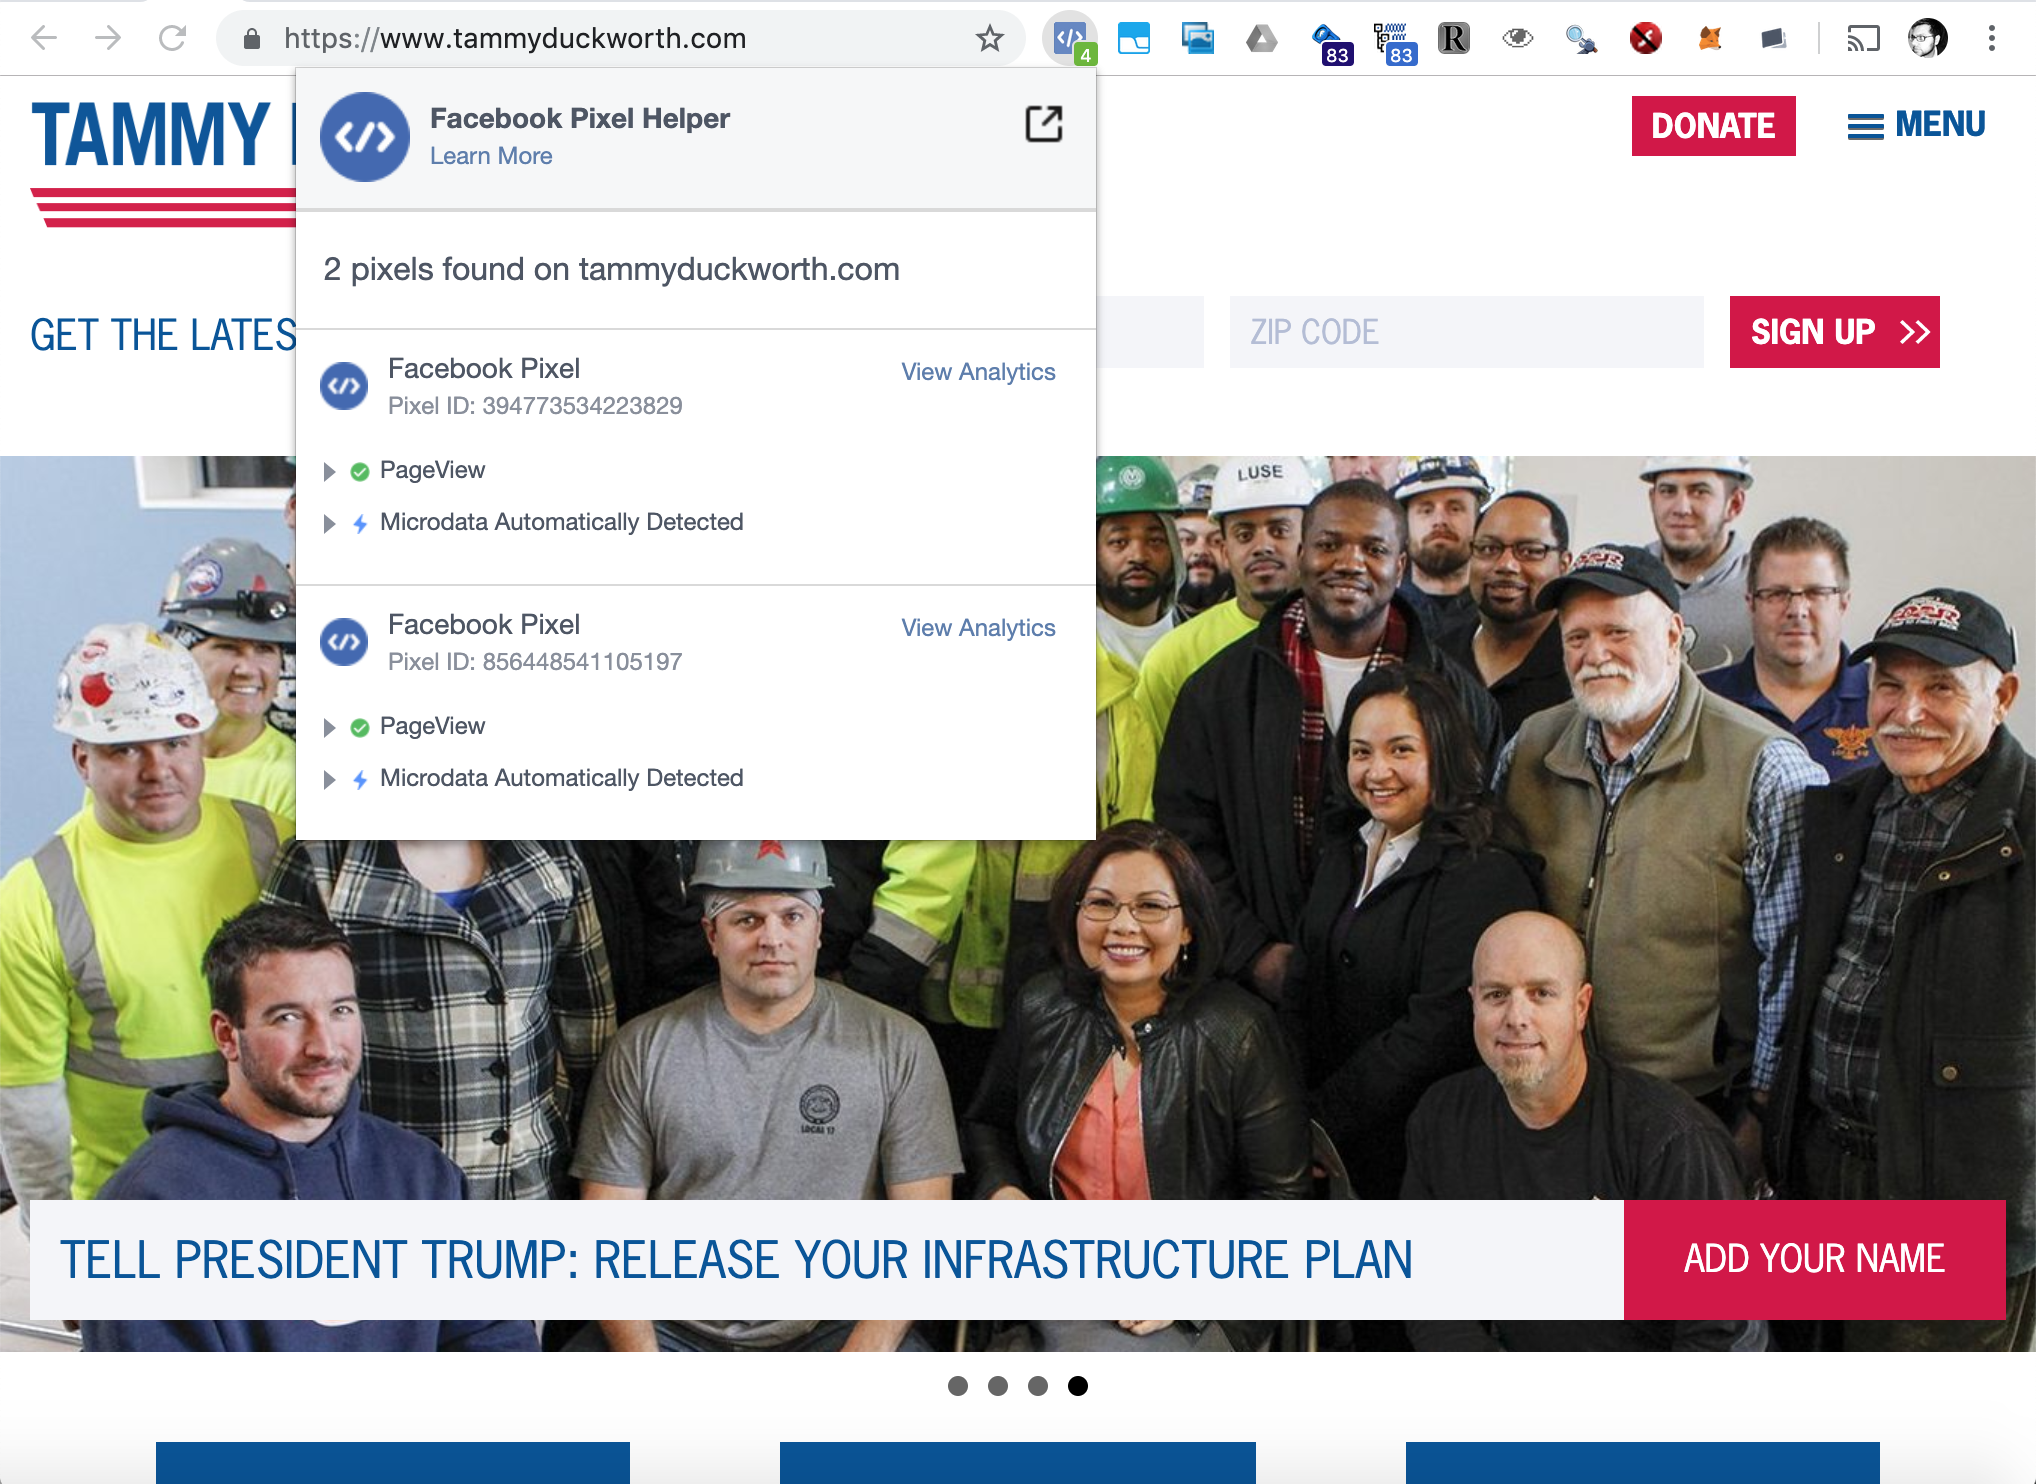 https://www.tammyduckworth.com
4
83
83
R
TAMMY
Facebook Pixel Helper
Learn More
DONATE
MENU
2 pixels found on tammyduckworth.com
GET THE LATES
ZIP CODE
SIGN UP
Facebook Pixel
View Analytics
Pixel ID: 394773534223829
PageView
Microdata Automatically Detected
Facebook Pixel
View Analytics
Pixel ID: 856448541105197
PageView
Microdata Automatically Detected
LUSE
LOCAL 17
TELL PRESIDENT TRUMP: RELEASE YOUR INFRASTRUCTURE PLAN
ADD YOUR NAME